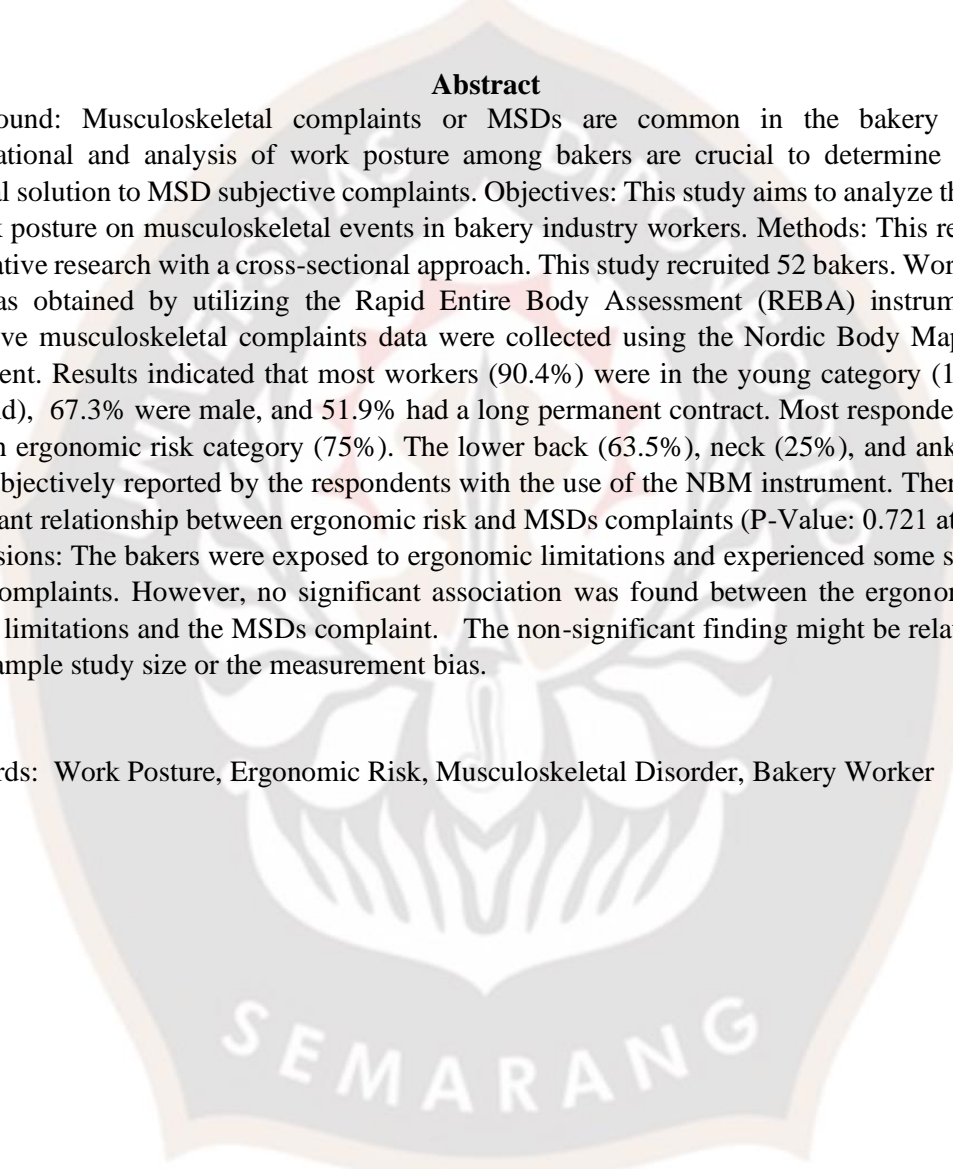 Abstract
ound: Musculoskeletal complaints or MSDs are common in the bakery
ational and analysis of work posture among bakers are crucial to determine
l solution to MSD subjective complaints. Objectives: This study aims to analyze th
k posture on musculoskeletal events in bakery industry workers. Methods: This re
ative research with a cross-sectional approach. This study recruited 52 bakers. Wor
as obtained by utilizing the Rapid Entire Body Assessment (REBA) instrum
ve musculoskeletal complaints data were collected using the Nordic Body Map
ent. Results indicated that most workers (90.4%) were in the young category (1
d), 67.3% were male, and 51.9% had a long permanent contract. Most responde
n ergonomic risk category (75%). The lower back (63.5%), neck (25%), and ank
bjectively reported by the respondents with the use of the NBM instrument. Ther
ant relationship between ergonomic risk and MSDs complaints (P-Value: 0.721 at
sions: The bakers were exposed to ergonomic limitations and experienced some s
omplaints. However, no significant association was found between the ergonor
limitations and the MSDs complaint. The non-significant finding might be rela
ample study size or the measurement bias.
rds: Work Posture, Ergonomic Risk, Musculoskeletal Disorder, Bakery Worker
UNIVERSITAS DIPONEGORO
SEMARANG